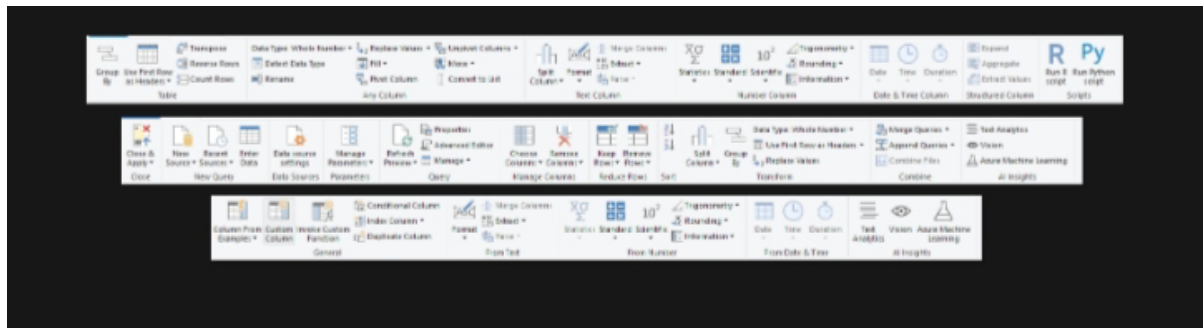 Transpose Data Type: Whole Number Replace Values Unpivot Columns Merge Columns Trigonometry Expand
Group By Use First Row as Headers Reverse Rows Detect Data Type Fill Move Split Column Format Extract Statistics Standard Scientific Rounding Date Time Duration Aggregate Run R script Run Python script
Count Rows Rename Pivot Column Convert to List Parse Information Extract Values
Table Any Column Text Column Number Column Date & Time Column Structured Column Scripts
Properties Data Type: Whole Number Merge Queries Text Analytics
Close & Apply New Source Recent Sources Enter Data Data source settings Manage Parameters Refresh Preview Advanced Editor Choose Columns Remove Columns Keep Rows Remove Rows Split Column Group By Use First Row as Headers Append Queries Vision
Manage Replace Values Combine Files Azure Machine Learning
Close New Query Data Sources Parameters Query Manage Columns Reduce Rows Sort Transform Combine AI Insights
Conditional Column Merge Columns Trigonometry
Column From Examples Custom Column Invoke Custom Function Index Column Format Extract Statistics Standard Scientific Rounding Date Time Duration Text Analytics Vision Azure Machine Learning
Duplicate Column Parse Information
General From Text From Number From Date & Time AI Insights